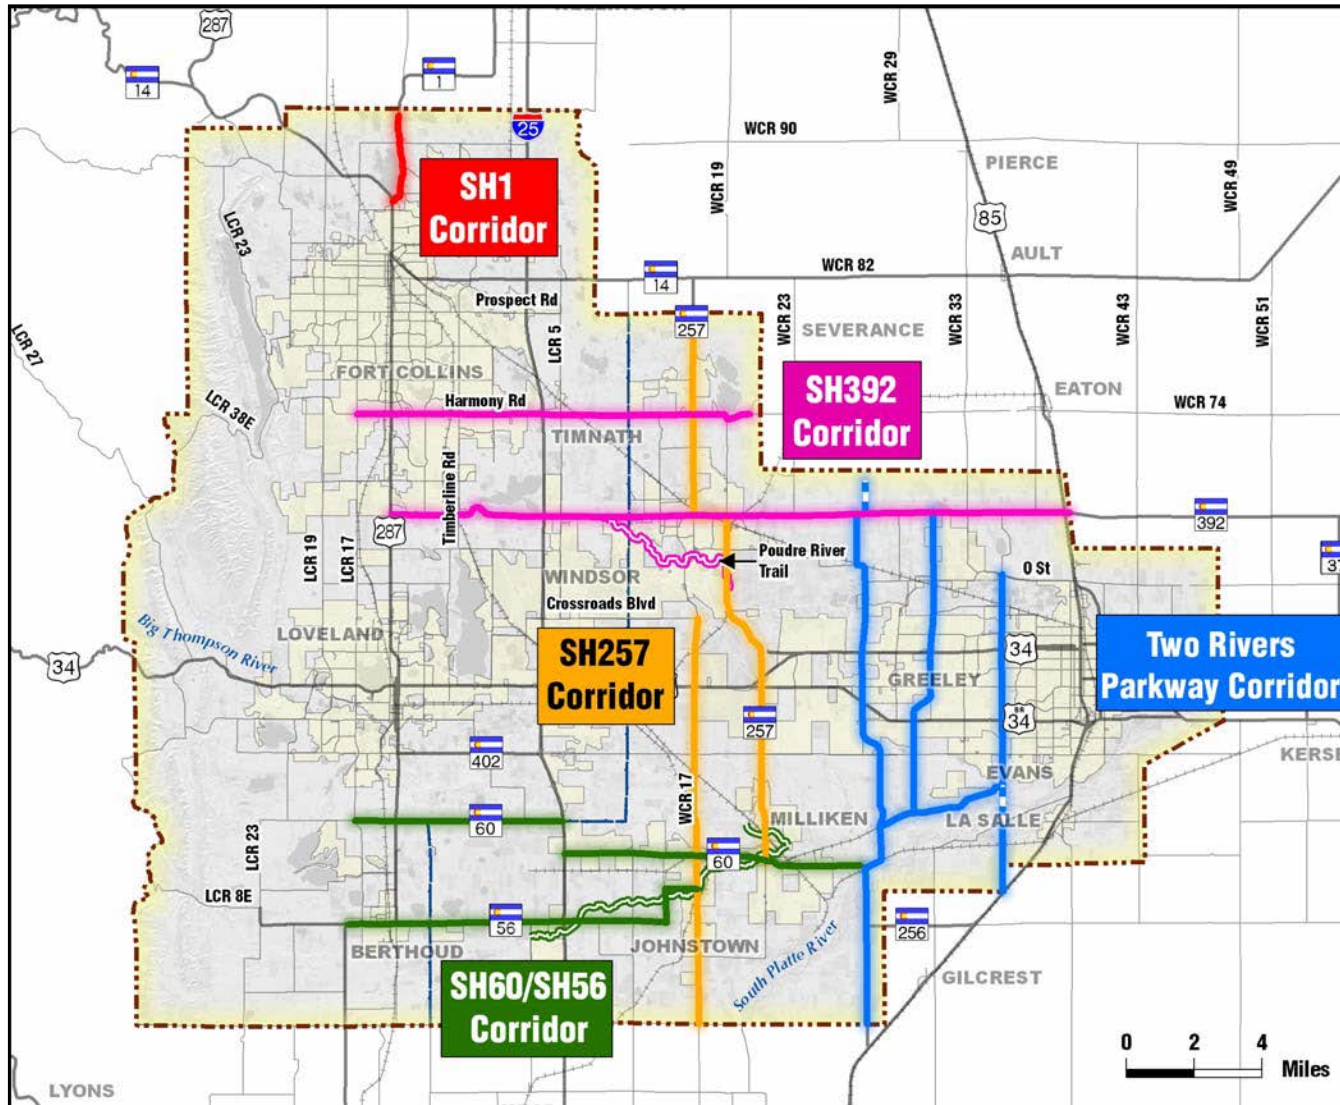 WELLINGTON
287
14
1
25
WCR 29
WCR 90
WCR 19
PIERCE
WCR 49
SH1
Corridor
LCR 23
85
AULT
WCR 82
14
Prospect Rd
LCR 5
257
WCR 23
SEVERANCE
WCR 33
WCR 43
WCR 51
LCR 27
FORT COLLINS
LCR 38E
Harmony Rd
TIMNATH
SH392
Corridor
EATON
WCR 74
Timberline Rd
287
392
LCR 19
LCR 17
WINDSOR
Poudre River
Trail
O St
37
Crossroads Blvd
Big Thompson River
LOVELAND
34
SH257
Corridor
34
GREELEY
Two Rivers
Parkway Corridor
257
BUS
34
402
EVANS
KERSE
WCR 17
60
MILLIKEN
LA SALLE
LCR 23
60
LCR 8E
56
256
BERTHOUD
JOHNSTOWN
South Platte River
GILCREST
SH60/SH56
Corridor
0 2 4
Miles
LYONS